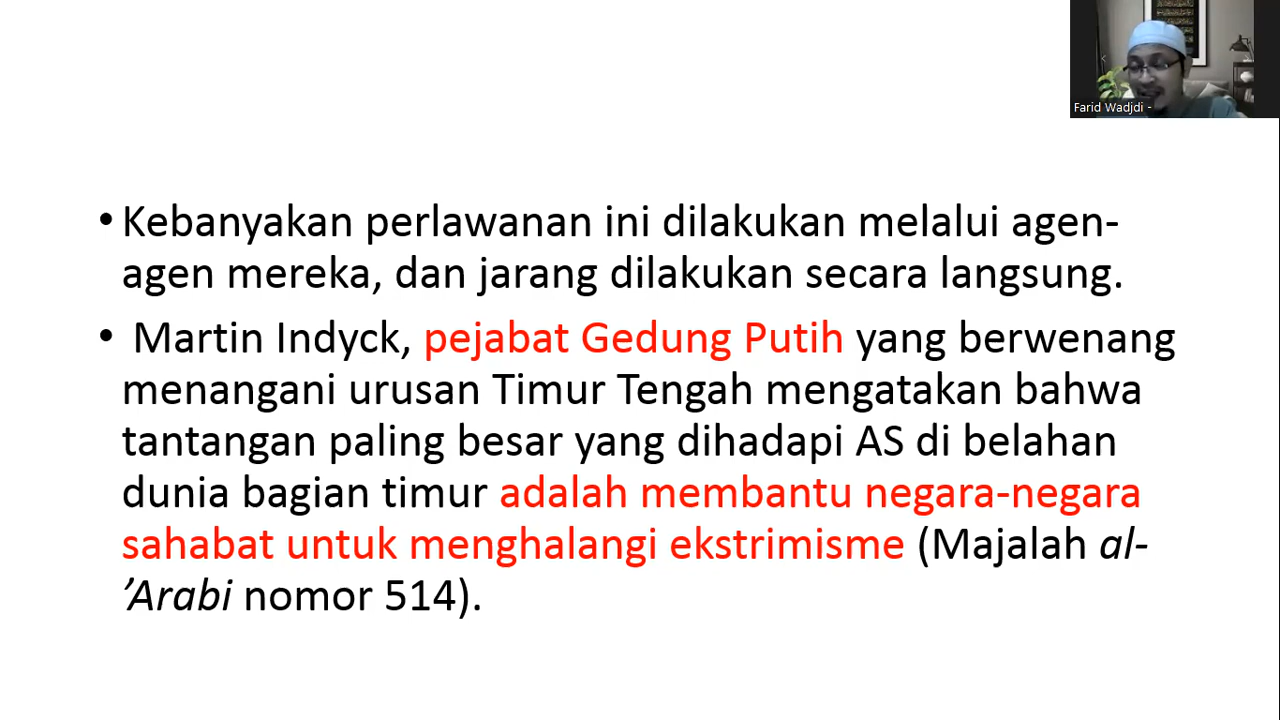 Farid Wadjdi -
• Kebanyakan perlawanan ini dilakukan melalui agen-
agen mereka, dan jarang dilakukan secara langsung.
• Martin Indyck, pejabat Gedung Putih yang berwenang
menangani urusan Timur Tengah mengatakan bahwa
tantangan paling besar yang dihadapi AS di belahan
dunia bagian timur adalah membantu negara-negara
sahabat untuk menghalangi ekstrimisme (Majalah al-
’Arabi nomor 514).